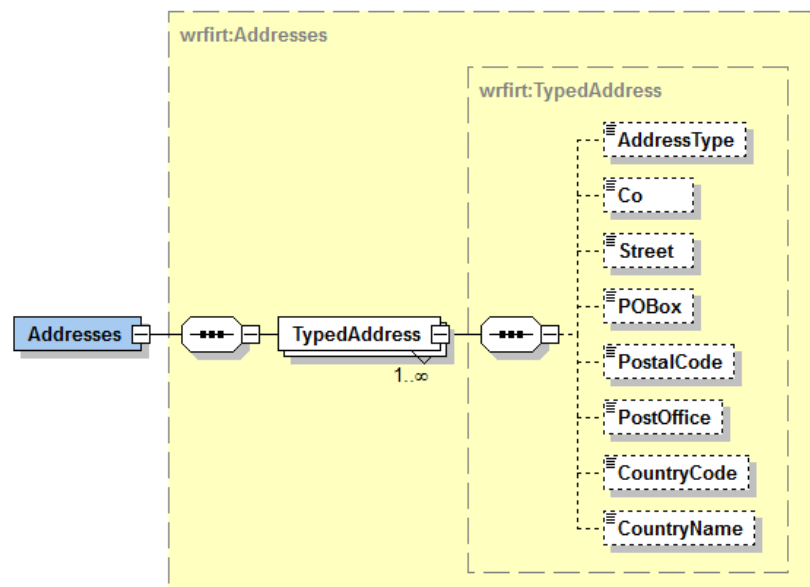 wrfirt:Addresses
wrfirt:TypedAddress
AddressType
Co
Street
Addresses
TypedAddress
POBox
1..∞
PostalCode
PostOffice
CountryCode
CountryName